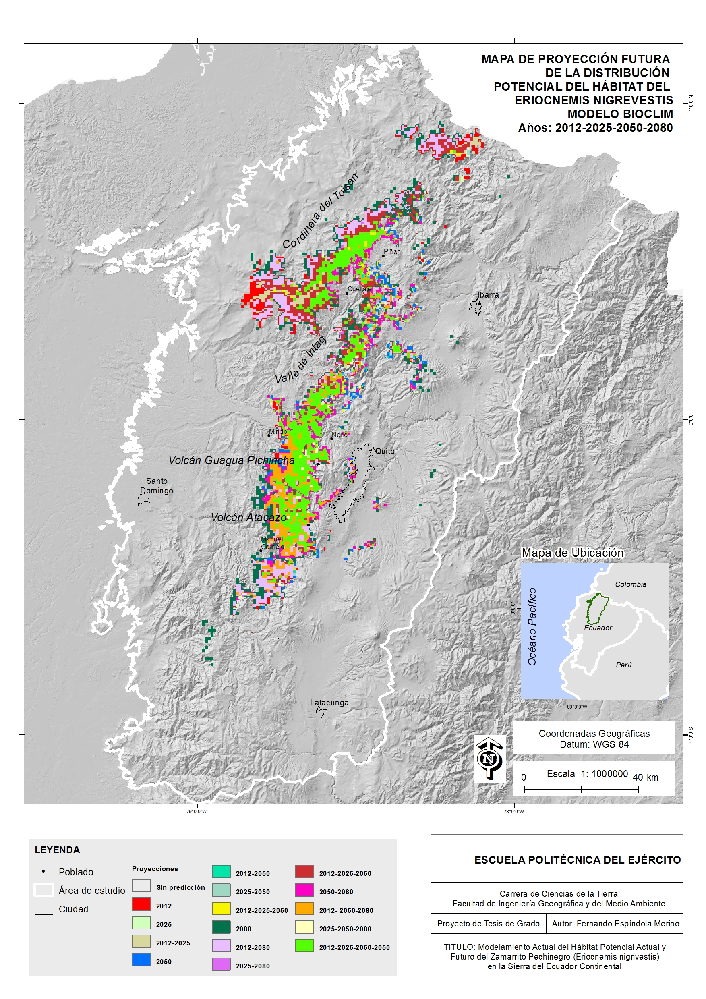 MAPA DE PROYECCIÓN FUTURA
DE LA DISTRIBUCIÓN
POTENCIAL DEL HÁBITAT DEL
ERIOCNEMIS NIGREVESTIS
MODELO BIOCLIM
Años: 2012-2025-2050-2080
1°0'0"N
Cordillera del Toisan
Piñan
Cuellaje
Ibarra
Valle de Intag
0°0'0"
Mindo
Nono
Quito
Volcán Guagua Pichincha
Santo
Domingo
Volcán Atacazo
Manuel
Cornejo
Mapa de Ubicación
Colombia
Océano Pacífico
0°0'0"
Ecuador
Perú
80°0'0"W
Latacunga
Coordenadas Geográficas
Datum: WGS 84
1°0'0"S
N
Escala 1: 1000000
0 40 km
79°0'0"W
78°0'0"W
LEYENDA
Poblado
Área de estudio
Ciudad
Proyecciones
Sin predicción
2012
2025
2012-2025
2050
2012-2050
2025-2050
2012-2025-2050
2080
2012-2080
2025-2080
2012-2025-2050
2050-2080
2012- 2050-2080
2025-2050-2080
2012-2025-2050-2050
ESCUELA POLITÉCNICA DEL EJÉRCITO
Carrera de Ciencias de la Tierra
Facultad de Ingeniería Geeográfica y del Medio Ambiente
Proyecto de Tesis de Grado
Autor: Fernando Espíndola Merino
TÏTULO: Modelamiento Actual del Hábitat Potencial Actual y
Futuro del Zamarrito Pechinegro (Eriocnemis nigrivestis)
en la Sierra del Ecuador Continental